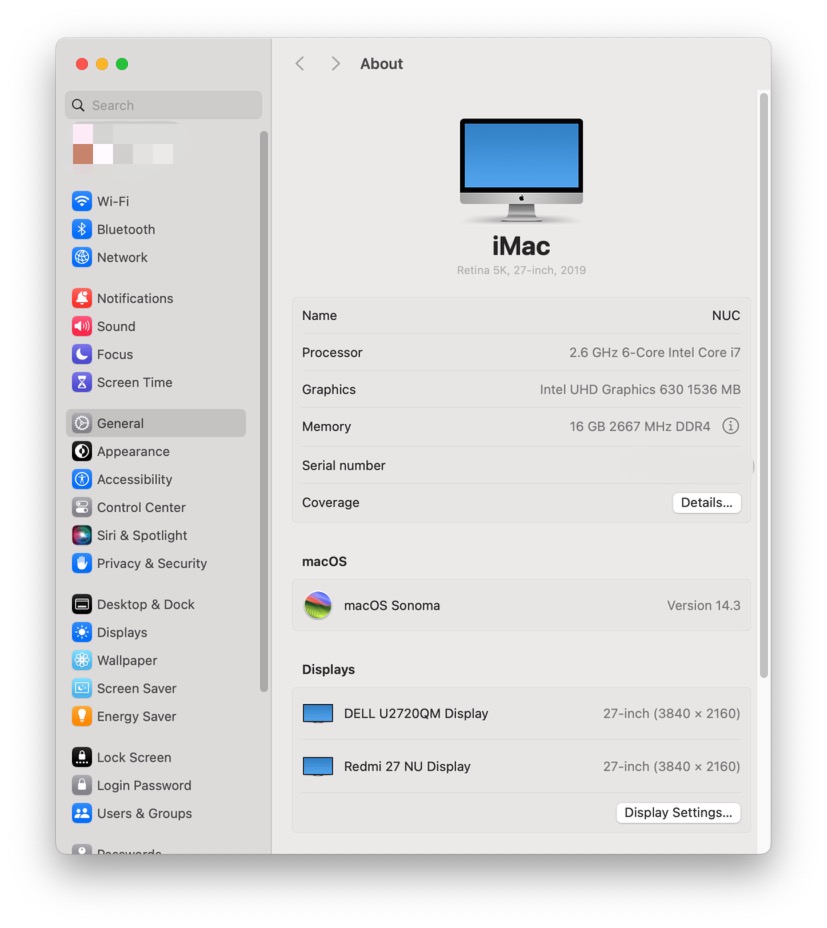 About
Search
Wi-Fi
Bluetooth
Network
Notifications
Sound
Focus
Screen Time
General
Appearance
Accessibility
Control Center
Siri & Spotlight
Privacy & Security
Desktop & Dock
Displays
Wallpaper
Screen Saver
Energy Saver
Lock Screen
Login Password
Users & Groups
Passwords
iMac
Retina 5K, 27-inch, 2019
Name NUC
Processor 2.6 GHz 6-Core Intel Core i7
Graphics Intel UHD Graphics 630 1536 MB
Memory 16 GB 2667 MHz DDR4
Serial number
Coverage Details...
macOS
macOS Sonoma Version 14.3
Displays
DELL U2720QM Display 27-inch (3840 × 2160)
Redmi 27 NU Display 27-inch (3840 × 2160)
Display Settings...